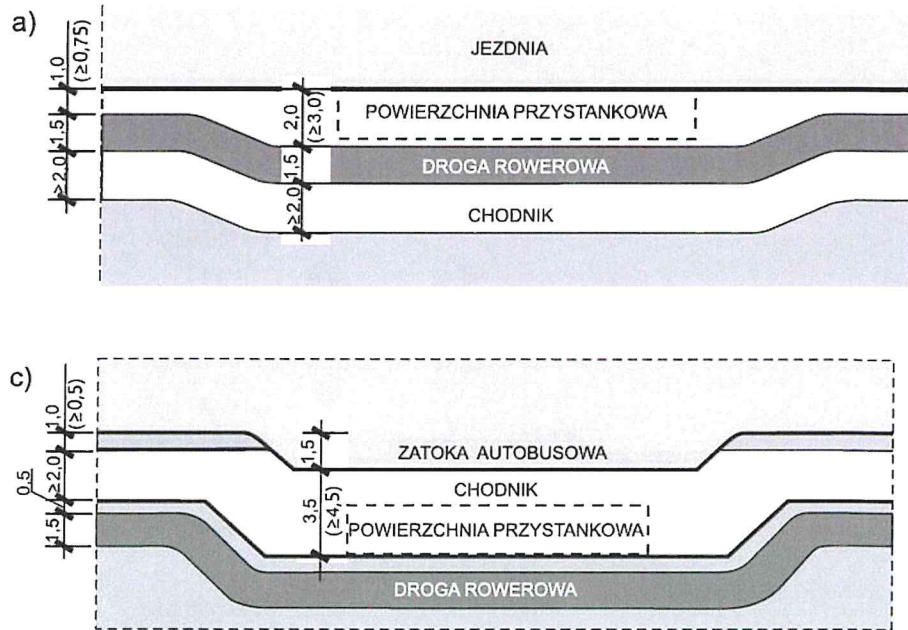 a)
JEZDNIA
1,0
(≥0,75)
1,5
≥2,0
2,0
(≥3,0)
1,5
≥2,0
POWIERZCHNIA PRZYSTANKOWA
DROGA ROWEROWA
CHODNIK
c)
1,0
(≥0,5)
≥2,0
0,5
1,5
1,5
3,5
(≥4,5)
ZATOKA AUTOBUSOWA
CHODNIK
POWIERZCHNIA PRZYSTANKOWA
DROGA ROWEROWA